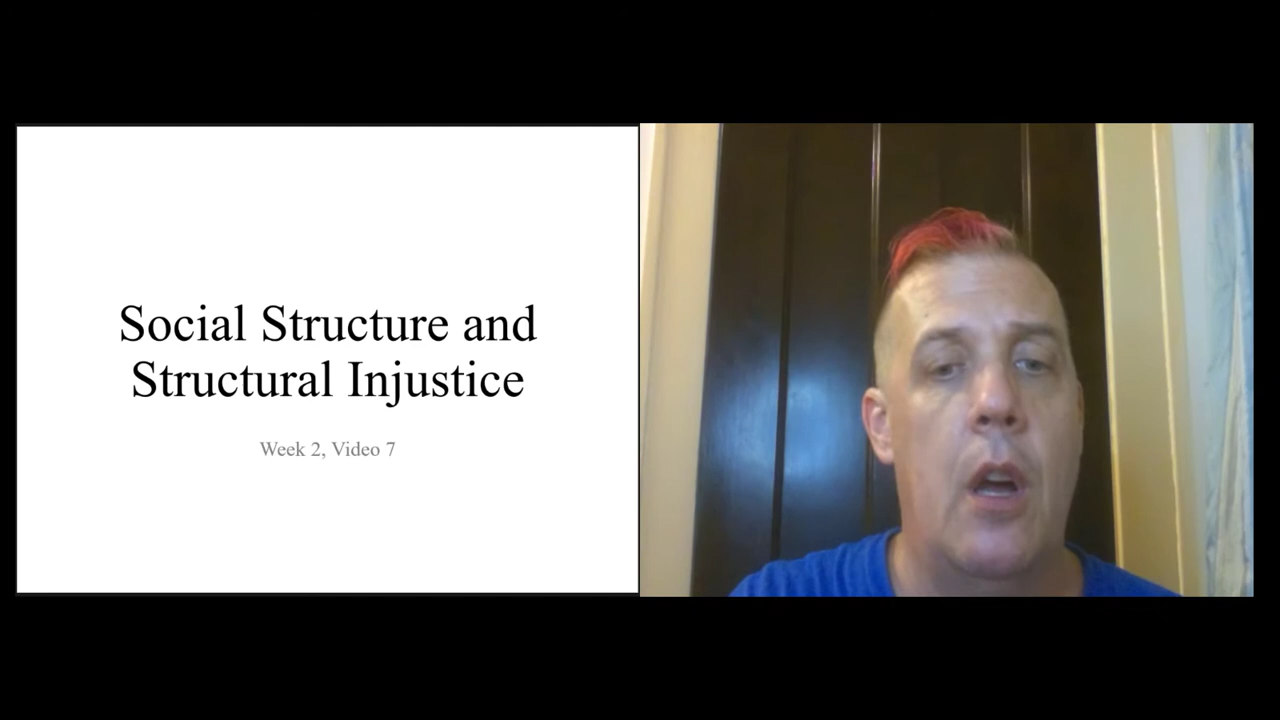 Social Structure and
Structural Injustice
Week 2, Video 7